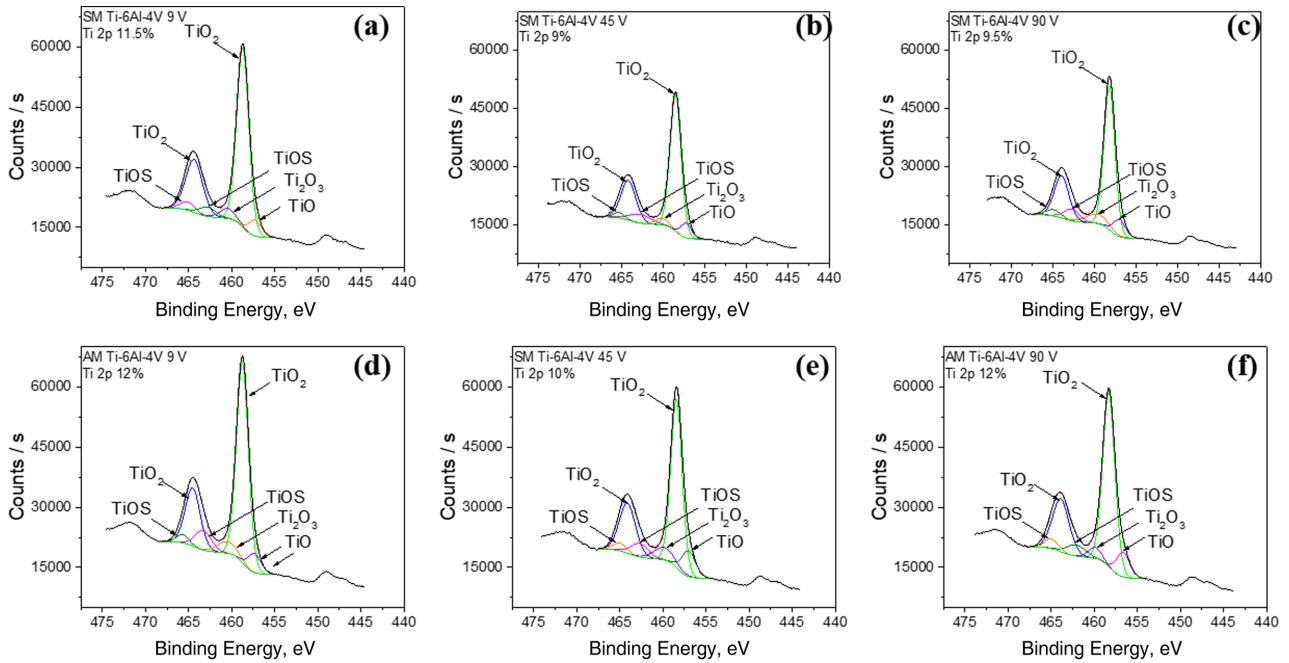 SM Ti-6Al-4V 9 V
Ti 2p 11.5%
(a)
TiO2
TiO2
TiOS
TiOS
Ti2O3
TiO
60000
45000
30000
15000
Counts / s
475 470 465 460 455 450 445 440
Binding Energy, eV
SM Ti-6Al-4V 45 V
Ti 2p 9%
(b)
TiO2
TiO2
TiOS
TiOS
Ti2O3
TiO
60000
45000
30000
15000
Counts / s
475 470 465 460 455 450 445 440
Binding Energy, eV
SM Ti-6Al-4V 90 V
Ti 2p 9.5%
(c)
TiO2
TiO2
TiOS
TiOS
Ti2O3
TiO
60000
45000
30000
15000
Counts / s
475 470 465 460 455 450 445 440
Binding Energy, eV
AM Ti-6Al-4V 9 V
Ti 2p 12%
(d)
TiO2
TiO2
TiOS
TiOS
Ti2O3
TiO
60000
45000
30000
15000
Counts / s
475 470 465 460 455 450 445 440
Binding Energy, eV
SM Ti-6Al-4V 45 V
Ti 2p 10%
(e)
TiO2
TiO2
TiOS
TiOS
Ti2O3
TiO
60000
45000
30000
15000
Counts / s
475 470 465 460 455 450 445 440
Binding Energy, eV
AM Ti-6Al-4V 90 V
Ti 2p 12%
(f)
TiO2
TiO2
TiOS
TiOS
Ti2O3
TiO
60000
45000
30000
15000
Counts / s
475 470 465 460 455 450 445 440
Binding Energy, eV